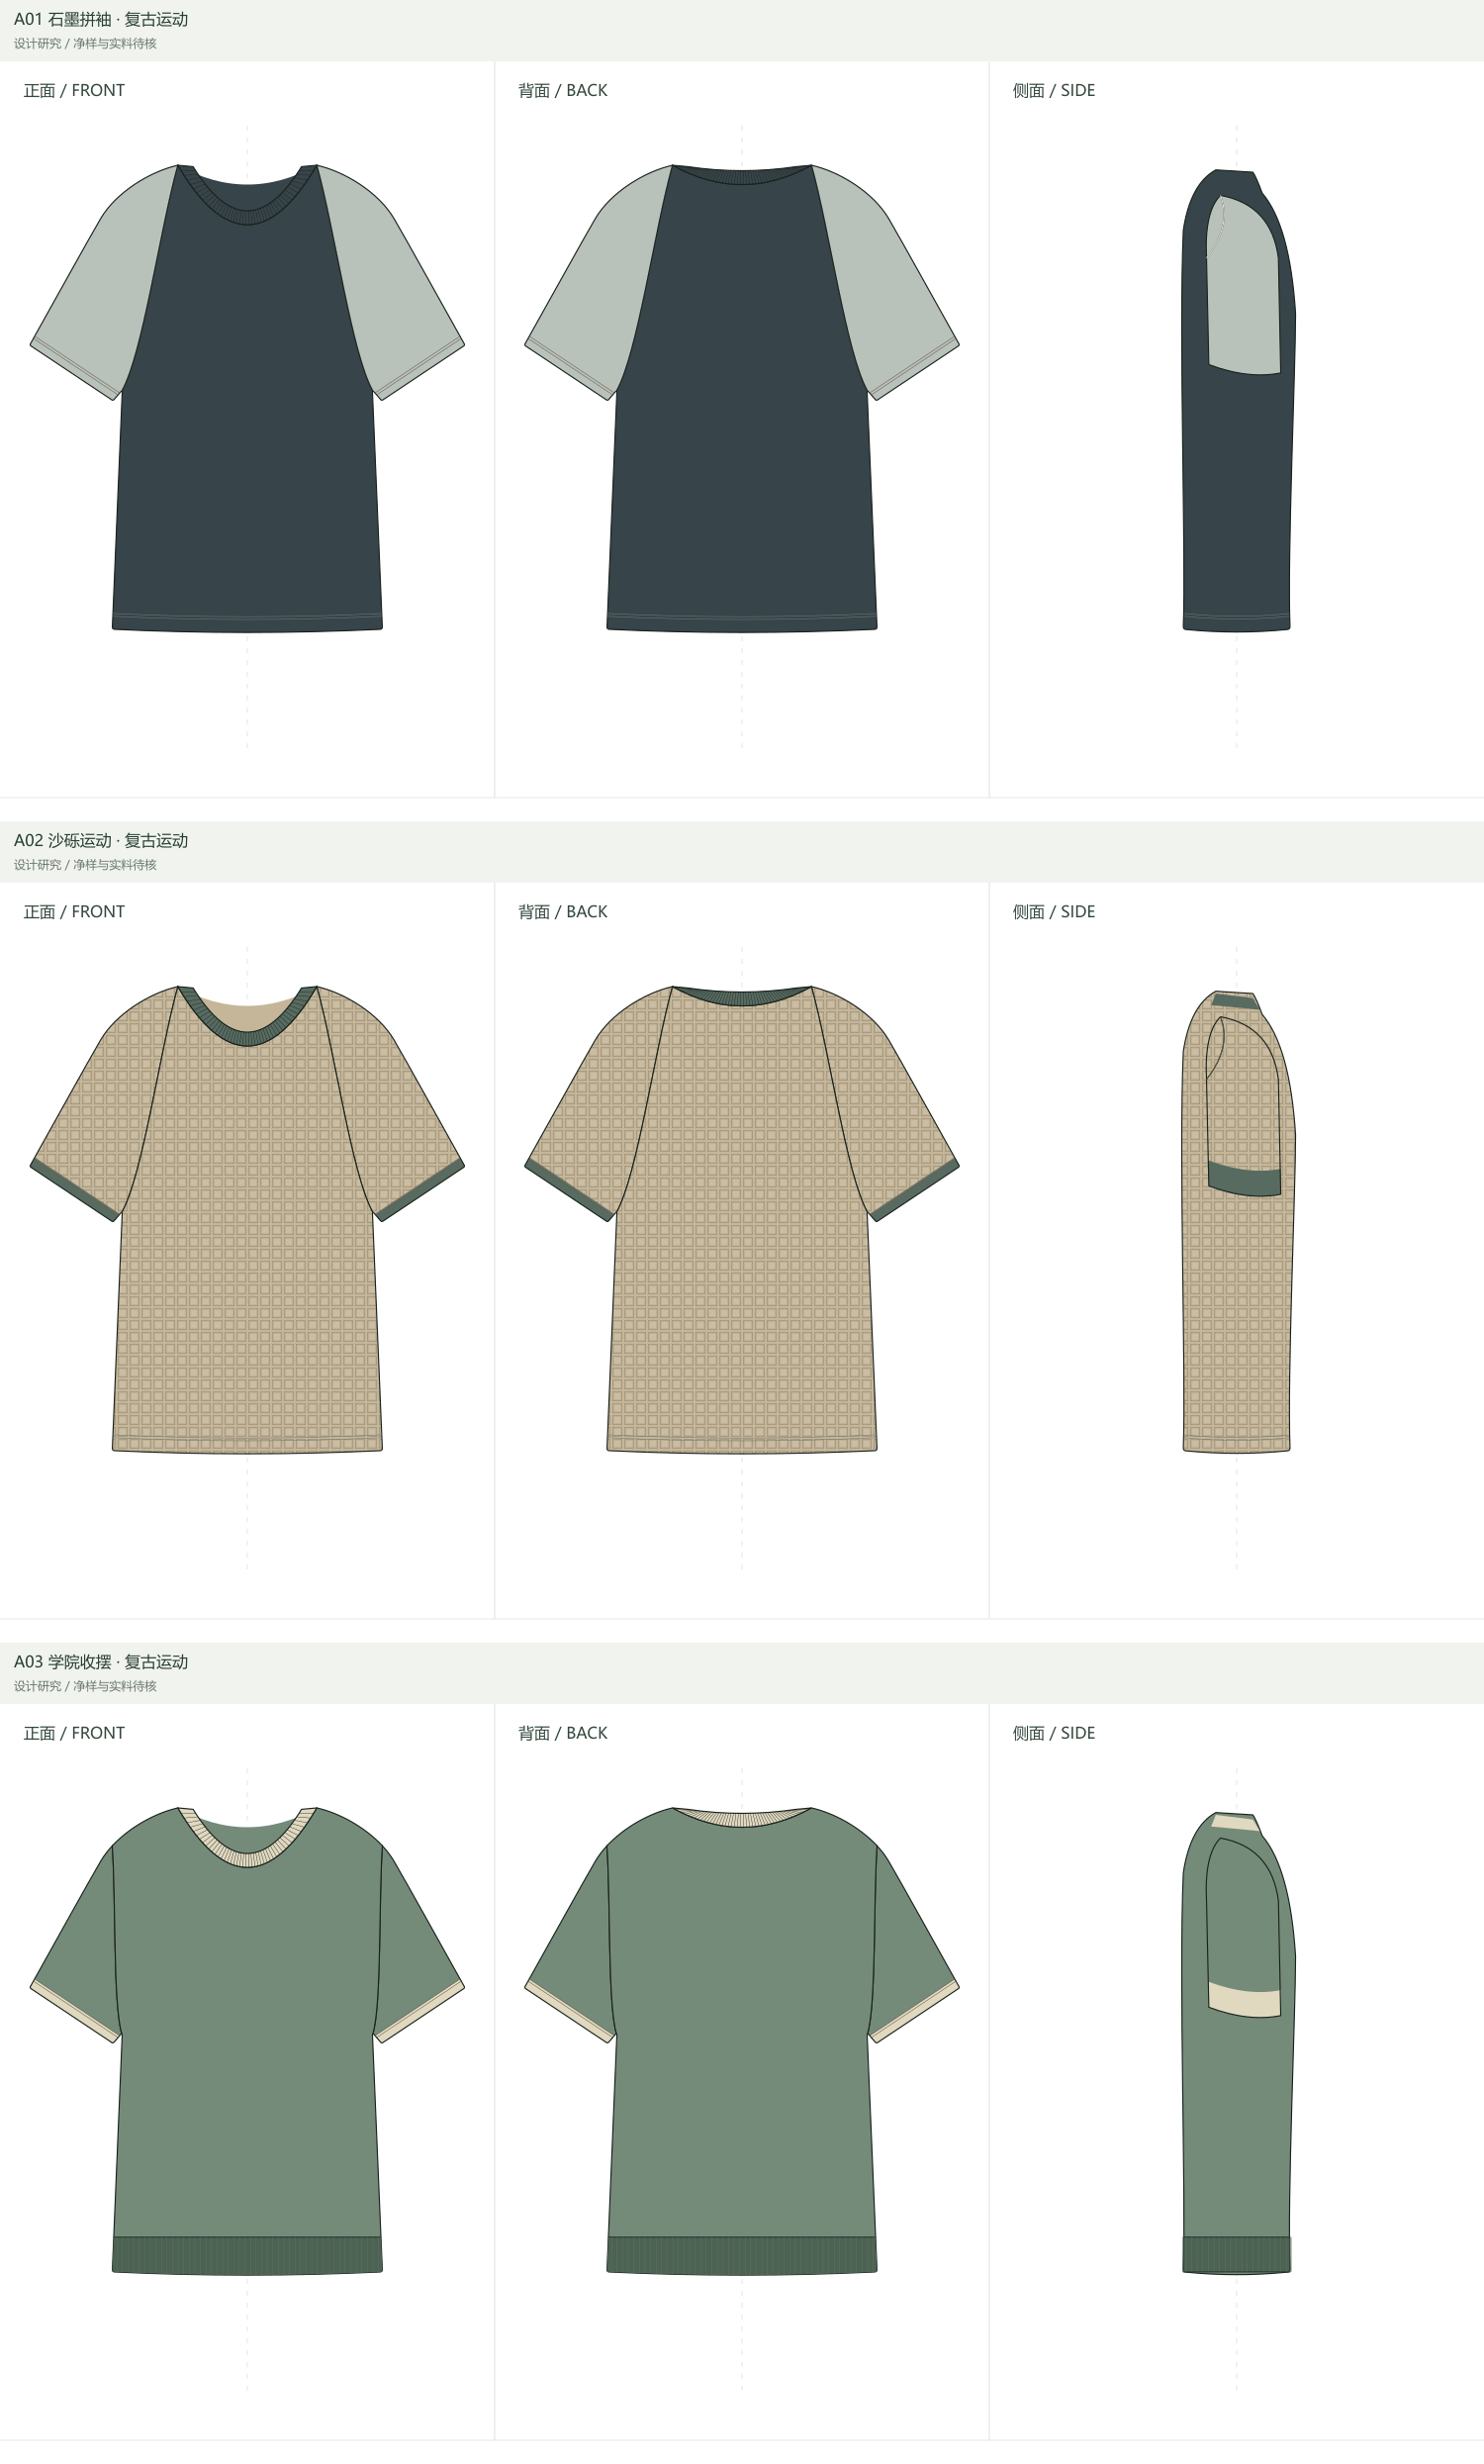 A01 石墨拼袖 · 复古运动
设计研究 / 净样与实料待核
正面 / FRONT
背面 / BACK
侧面 / SIDE
A02 沙砾运动 · 复古运动
设计研究 / 净样与实料待核
正面 / FRONT
背面 / BACK
侧面 / SIDE
A03 学院收摆 · 复古运动
设计研究 / 净样与实料待核
正面 / FRONT
背面 / BACK
侧面 / SIDE